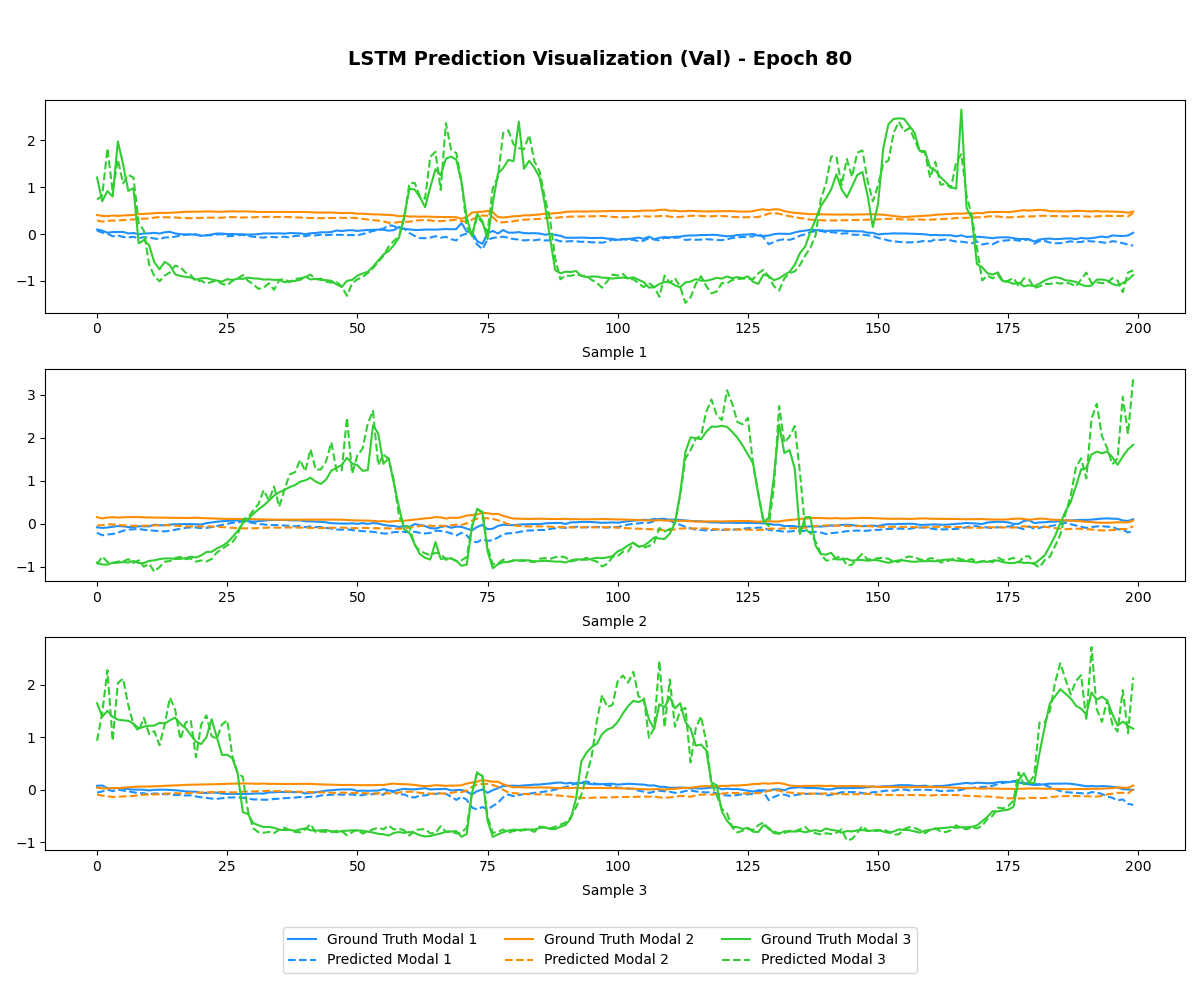 LSTM Prediction Visualization (Val) - Epoch 80
2
1
0
−1
0 25 50 75 100 125 150 175 200
Sample 1
3
2
1
0
−1
0 25 50 75 100 125 150 175 200
Sample 2
2
1
0
−1
0 25 50 75 100 125 150 175 200
Sample 3
Ground Truth Modal 1 Ground Truth Modal 2 Ground Truth Modal 3
Predicted Modal 1 Predicted Modal 2 Predicted Modal 3